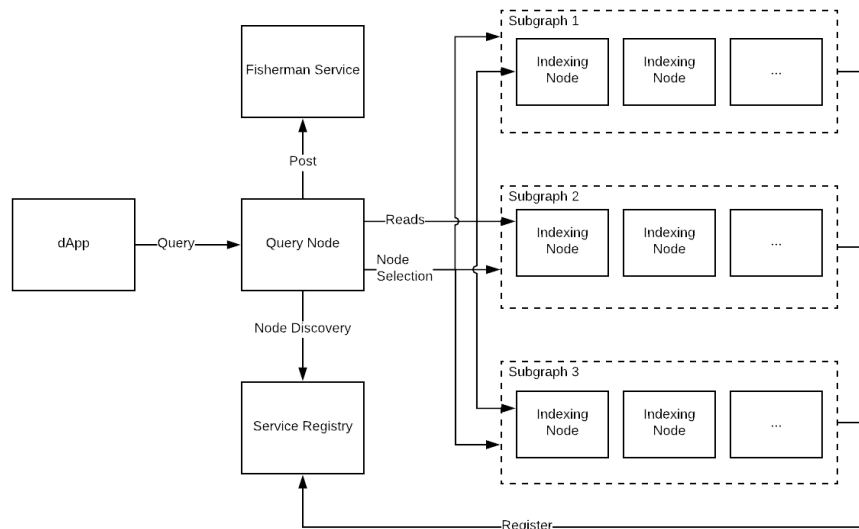 Subgraph 1
Indexing
Node
Indexing
Node
...
Fisherman Service
Post
Subgraph 2
Indexing
Node
Indexing
Node
...
dApp
Query
Query Node
Reads
Node
Selection
Node Discovery
Subgraph 3
Indexing
Node
Indexing
Node
...
Service Registry
Register